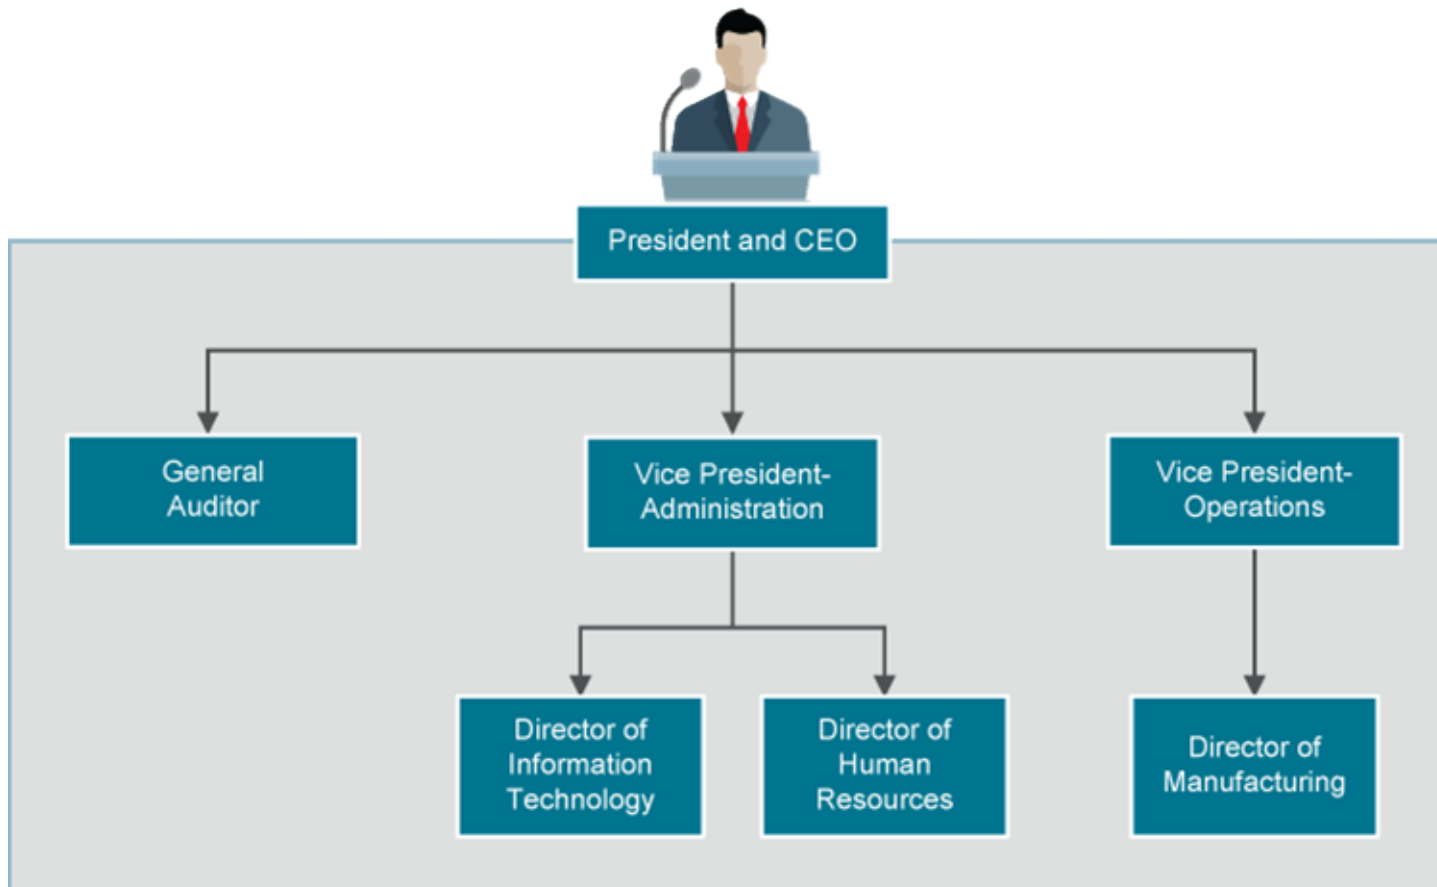 President and CEO
General
Auditor
Vice President-
Administration
Vice President-
Operations
Director of
Information
Technology
Director of
Human
Resources
Director of
Manufacturing